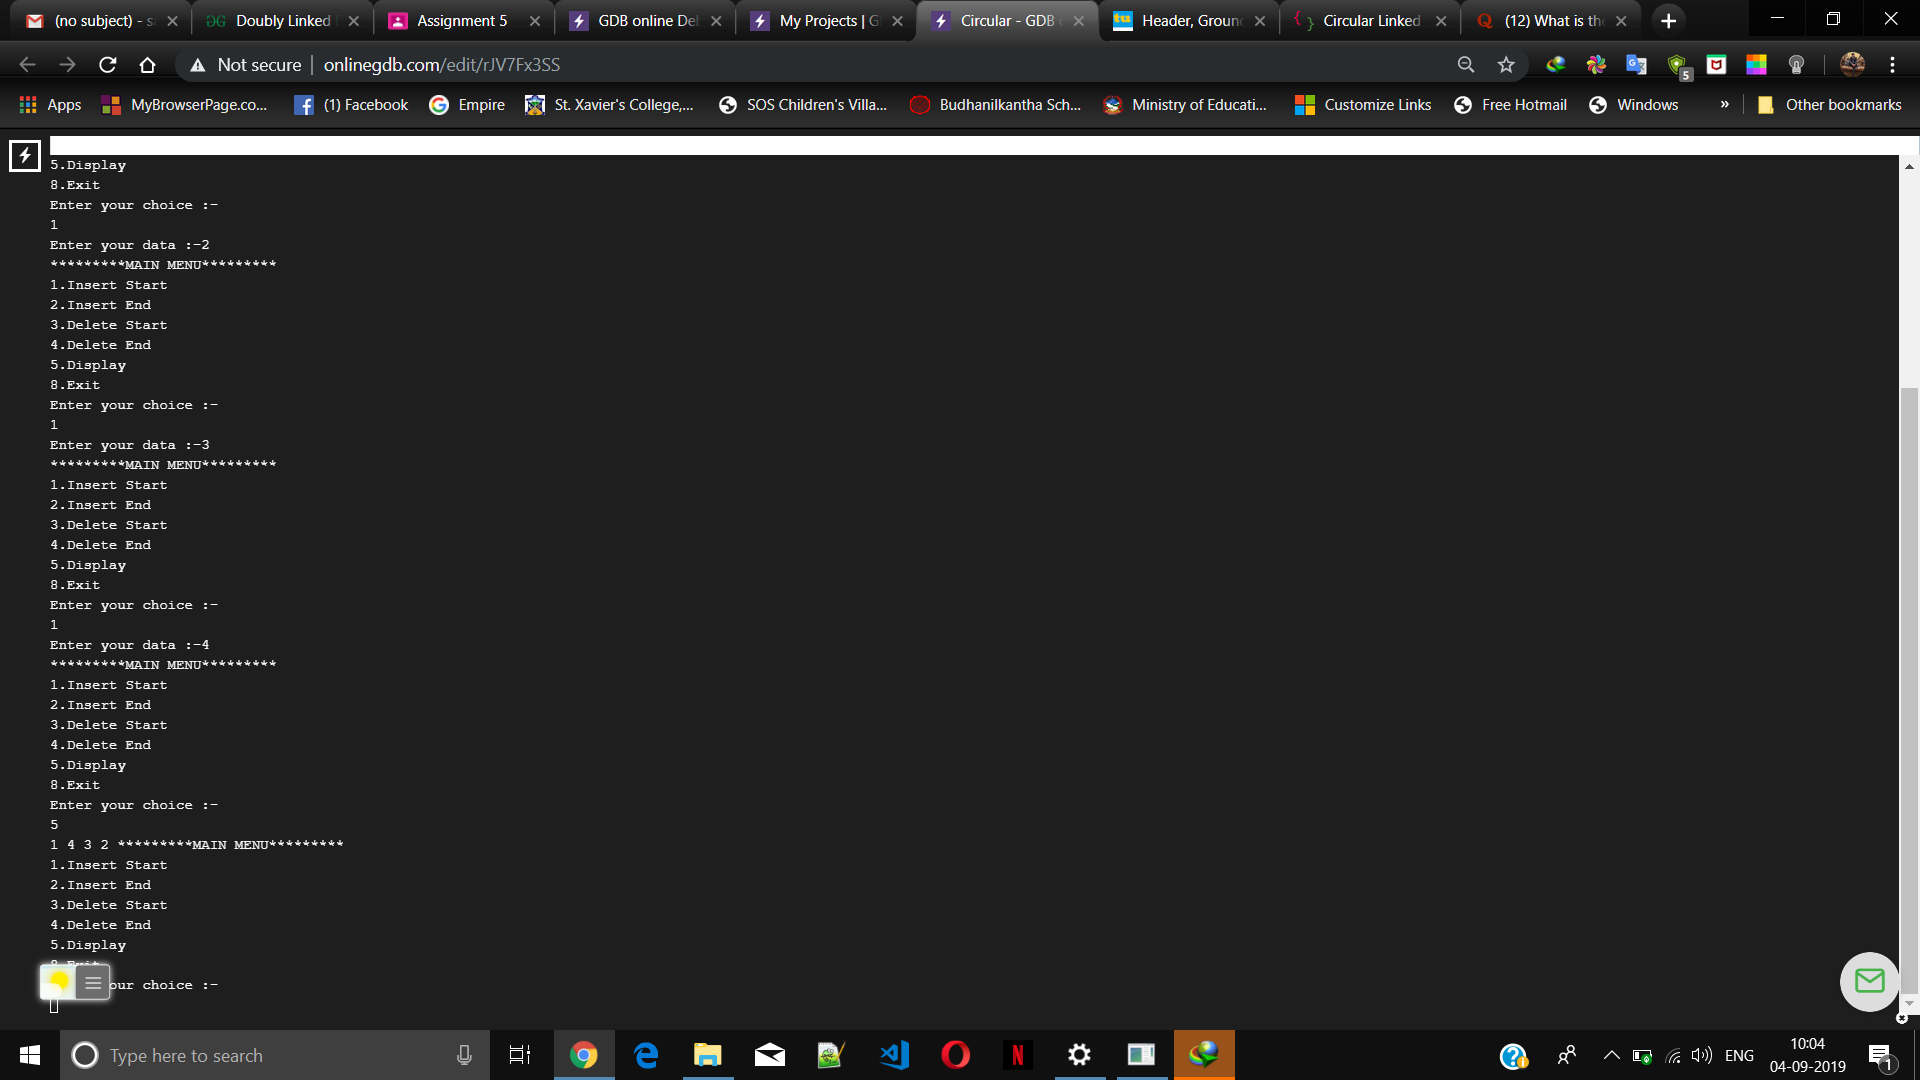 (no subject) - s
Doubly Linked
Assignment 5
GDB online De
My Projects | G
Circular - GDB
Header, Groun
Circular Linked
(12) What is th
Not secure | onlinegdb.com/edit/rJV7Fx3SS
5
Apps
MyBrowserPage.co...
(1) Facebook
Empire
St. Xavier's College,...
SOS Children's Villa...
Budhanilkantha Sch...
Ministry of Educati...
Customize Links
Free Hotmail
Windows
»
Other bookmarks
5.Display
8.Exit
Enter your choice :-
1
Enter your data :-2
*********MAIN MENU*********
1.Insert Start
2.Insert End
3.Delete Start
4.Delete End
5.Display
8.Exit
Enter your choice :-
1
Enter your data :-3
*********MAIN MENU*********
1.Insert Start
2.Insert End
3.Delete Start
4.Delete End
5.Display
8.Exit
Enter your choice :-
1
Enter your data :-4
*********MAIN MENU*********
1.Insert Start
2.Insert End
3.Delete Start
4.Delete End
5.Display
8.Exit
Enter your choice :-
5
1 4 3 2 *********MAIN MENU*********
1.Insert Start
2.Insert End
3.Delete Start
4.Delete End
5.Display
8.Exit
our choice :-
Type here to search
ENG
10:04
04-09-2019
1